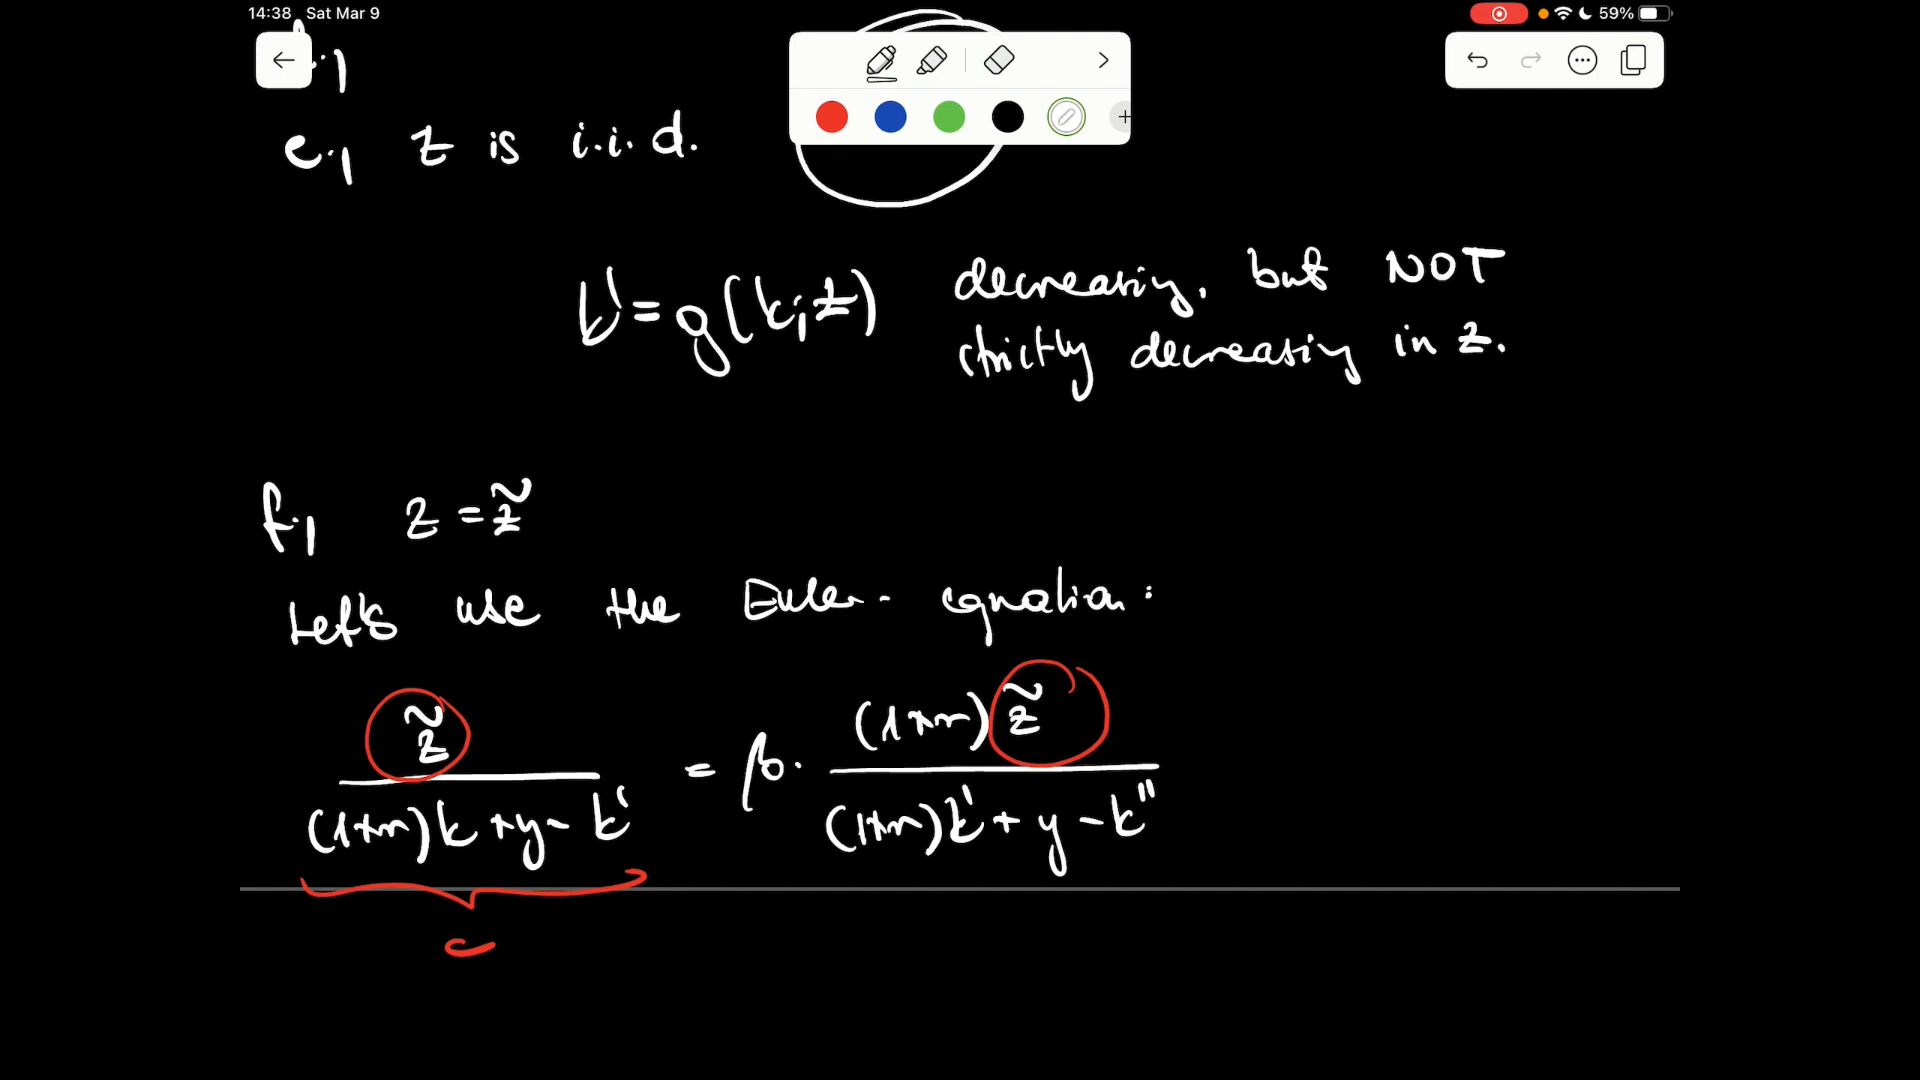 14:38 Sat Mar 9 59%
e., z is i.i.d.
k' = g(k; z) decreasing, but NOT
strictly decreasing in z.
f., z = z̃
Let's use the Euler-equation:
z̃ / ((1+r)k + y - k') = β · (1+r) z̃ / ((1+r)k' + y - k'')
c